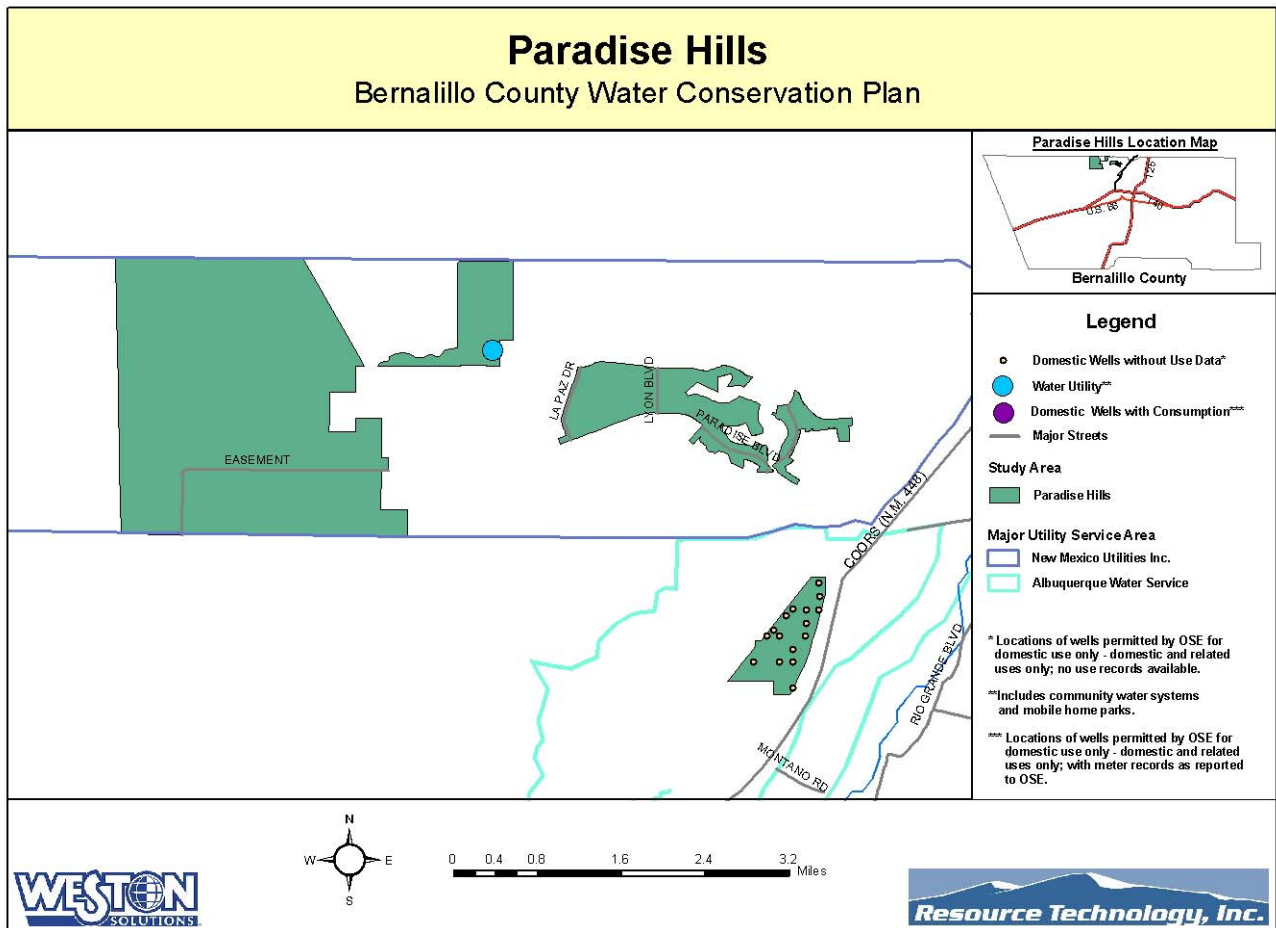 Paradise Hills
Bernalillo County Water Conservation Plan
Paradise Hills Location Map
I 25
U.S. 66
I 40
Bernalillo County
Legend
Domestic Wells without Use Data*
Water Utility**
Domestic Wells with Consumption***
Major Streets
Study Area
Paradise Hills
Major Utility Service Area
New Mexico Utilities Inc.
Albuquerque Water Service
* Locations of wells permitted by OSE for
domestic use only - domestic and related
uses only; no use records available.
**Includes community water systems
and mobile home parks.
*** Locations of wells permitted by OSE for
domestic use only - domestic and related
uses only; with meter records as reported
to OSE.
LA PAZ DR
LYON BLVD
PARADISE BLVD
EASEMENT
COORS (N.M. 448)
RIO GRANDE BLVD
MONTANO RD
N
W E
S
0 0.4 0.8 1.6 2.4 3.2
Miles
WESTON
SOLUTIONS
Resource Technology, Inc.